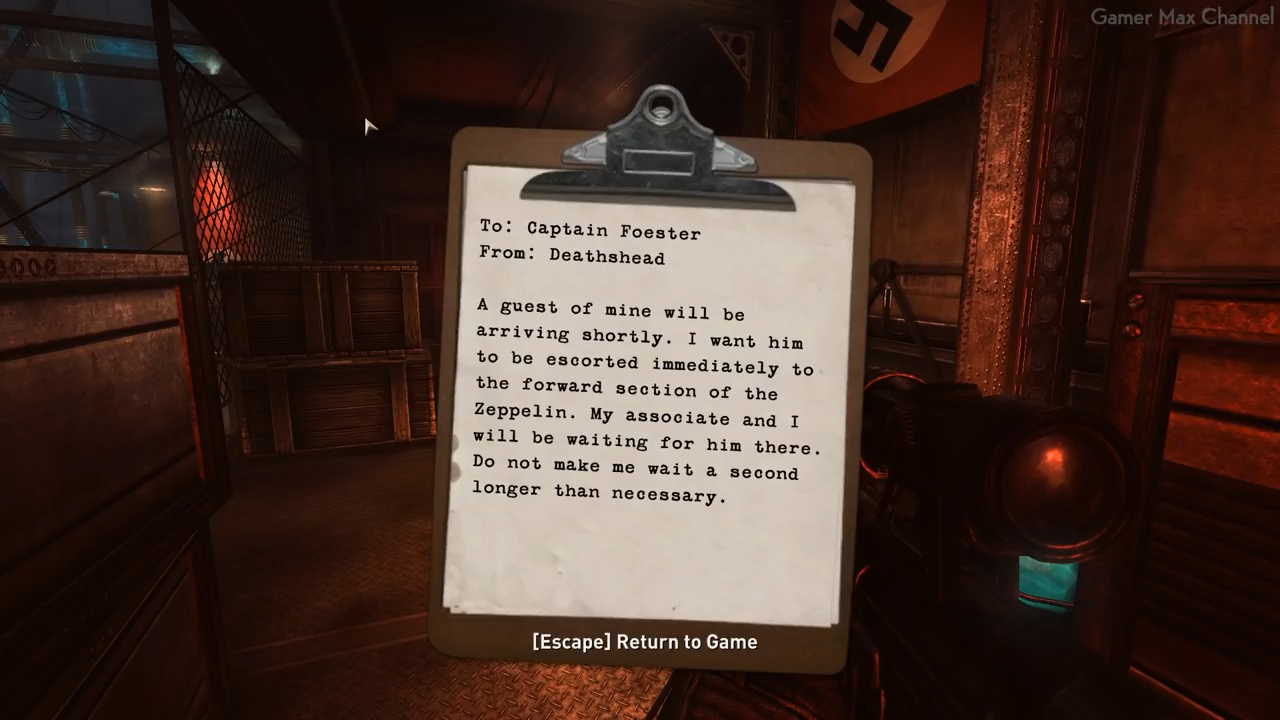 Gamer Max Channel
To: Captain Foester
From: Deathshead
A guest of mine will be
arriving shortly. I want him
to be escorted immediately to
the forward section of the
Zeppelin. My associate and I
will be waiting for him there.
Do not make me wait a second
longer than necessary.
[Escape] Return to Game